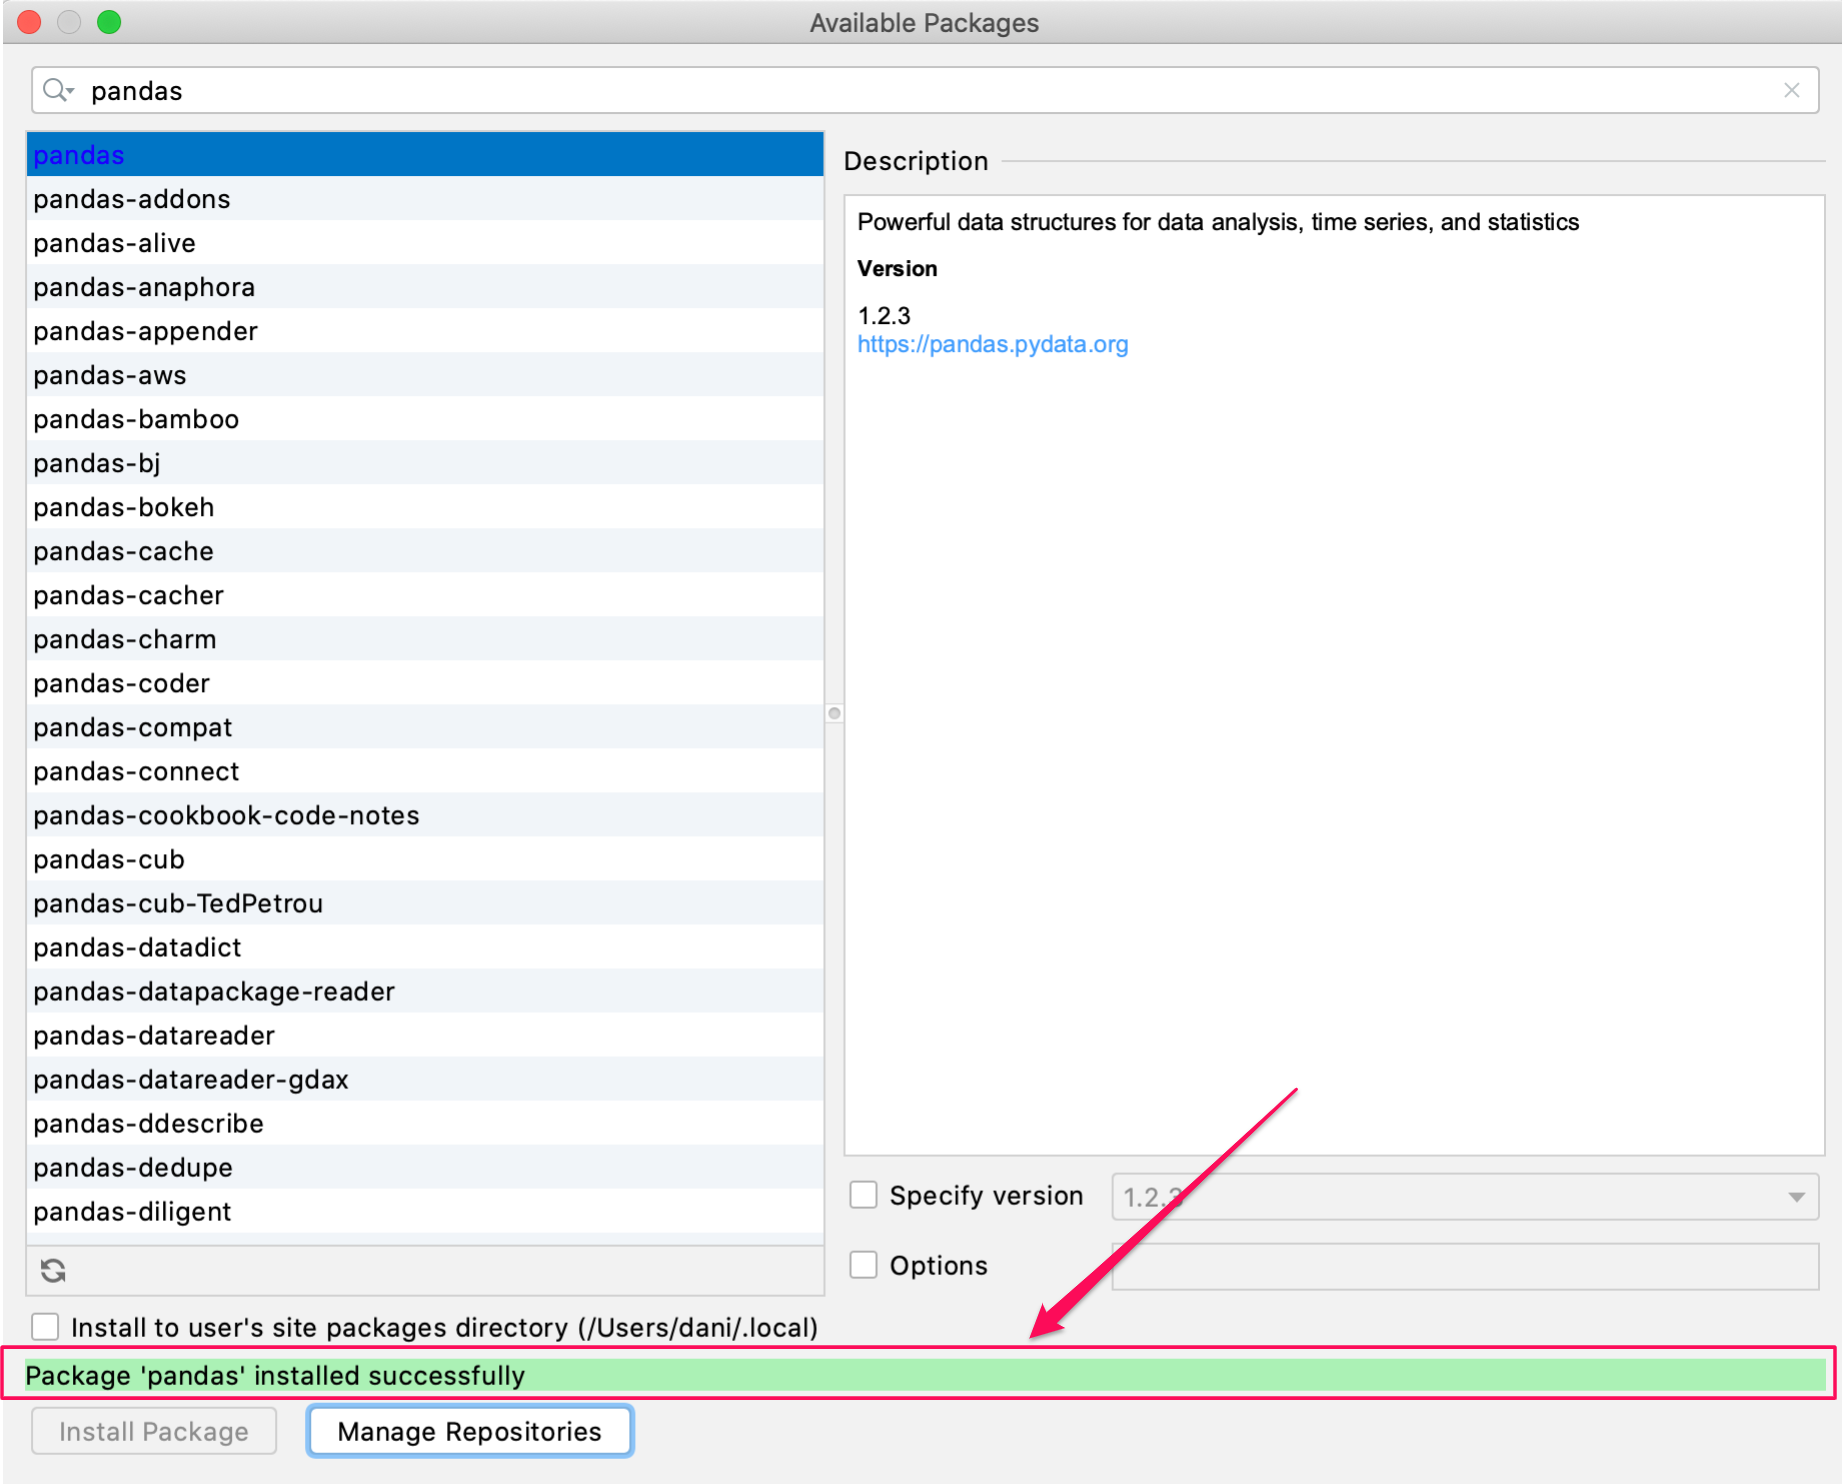 Available Packages
pandas
pandas
pandas-addons
pandas-alive
pandas-anaphora
pandas-appender
pandas-aws
pandas-bamboo
pandas-bj
pandas-bokeh
pandas-cache
pandas-cacher
pandas-charm
pandas-coder
pandas-compat
pandas-connect
pandas-cookbook-code-notes
pandas-cub
pandas-cub-TedPetrou
pandas-datadict
pandas-datapackage-reader
pandas-datareader
pandas-datareader-gdax
pandas-ddescribe
pandas-dedupe
pandas-diligent
Description
Powerful data structures for data analysis, time series, and statistics
Version
1.2.3
https://pandas.pydata.org
Specify version 1.2.3
Options
Install to user's site packages directory (/Users/dani/.local)
Package 'pandas' installed successfully
Install Package Manage Repositories